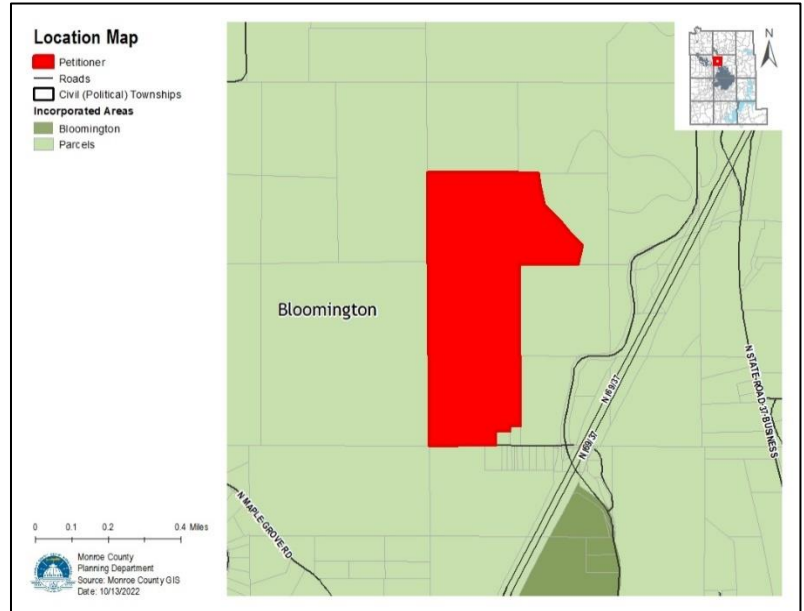 Location Map
Petitioner
Roads
Civil (Political) Townships
Incorporated Areas
Bloomington
Parcels
N
Bloomington
N I69/37
N I69/37
N STATE ROAD 37 BUSINESS
N MAPLE GROVE RD
0 0.1 0.2 0.4 Miles
Monroe County
Planning Department
Source: Monroe County GIS
Date: 10/13/2022